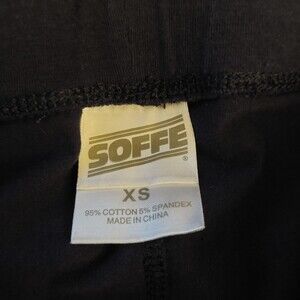 SOFFE®
XS
95% COTTON 5% SPANDEX
MADE IN CHINA